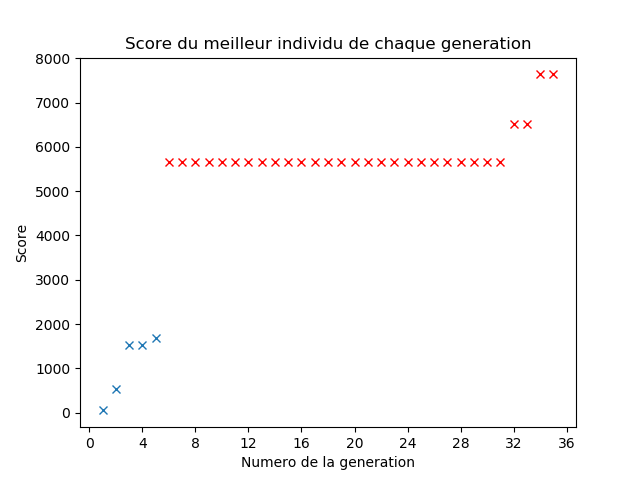 Score du meilleur individu de chaque generation
8000
7000
6000
5000
4000
3000
2000
1000
0
Score
0 4 8 12 16 20 24 28 32 36
Numero de la generation